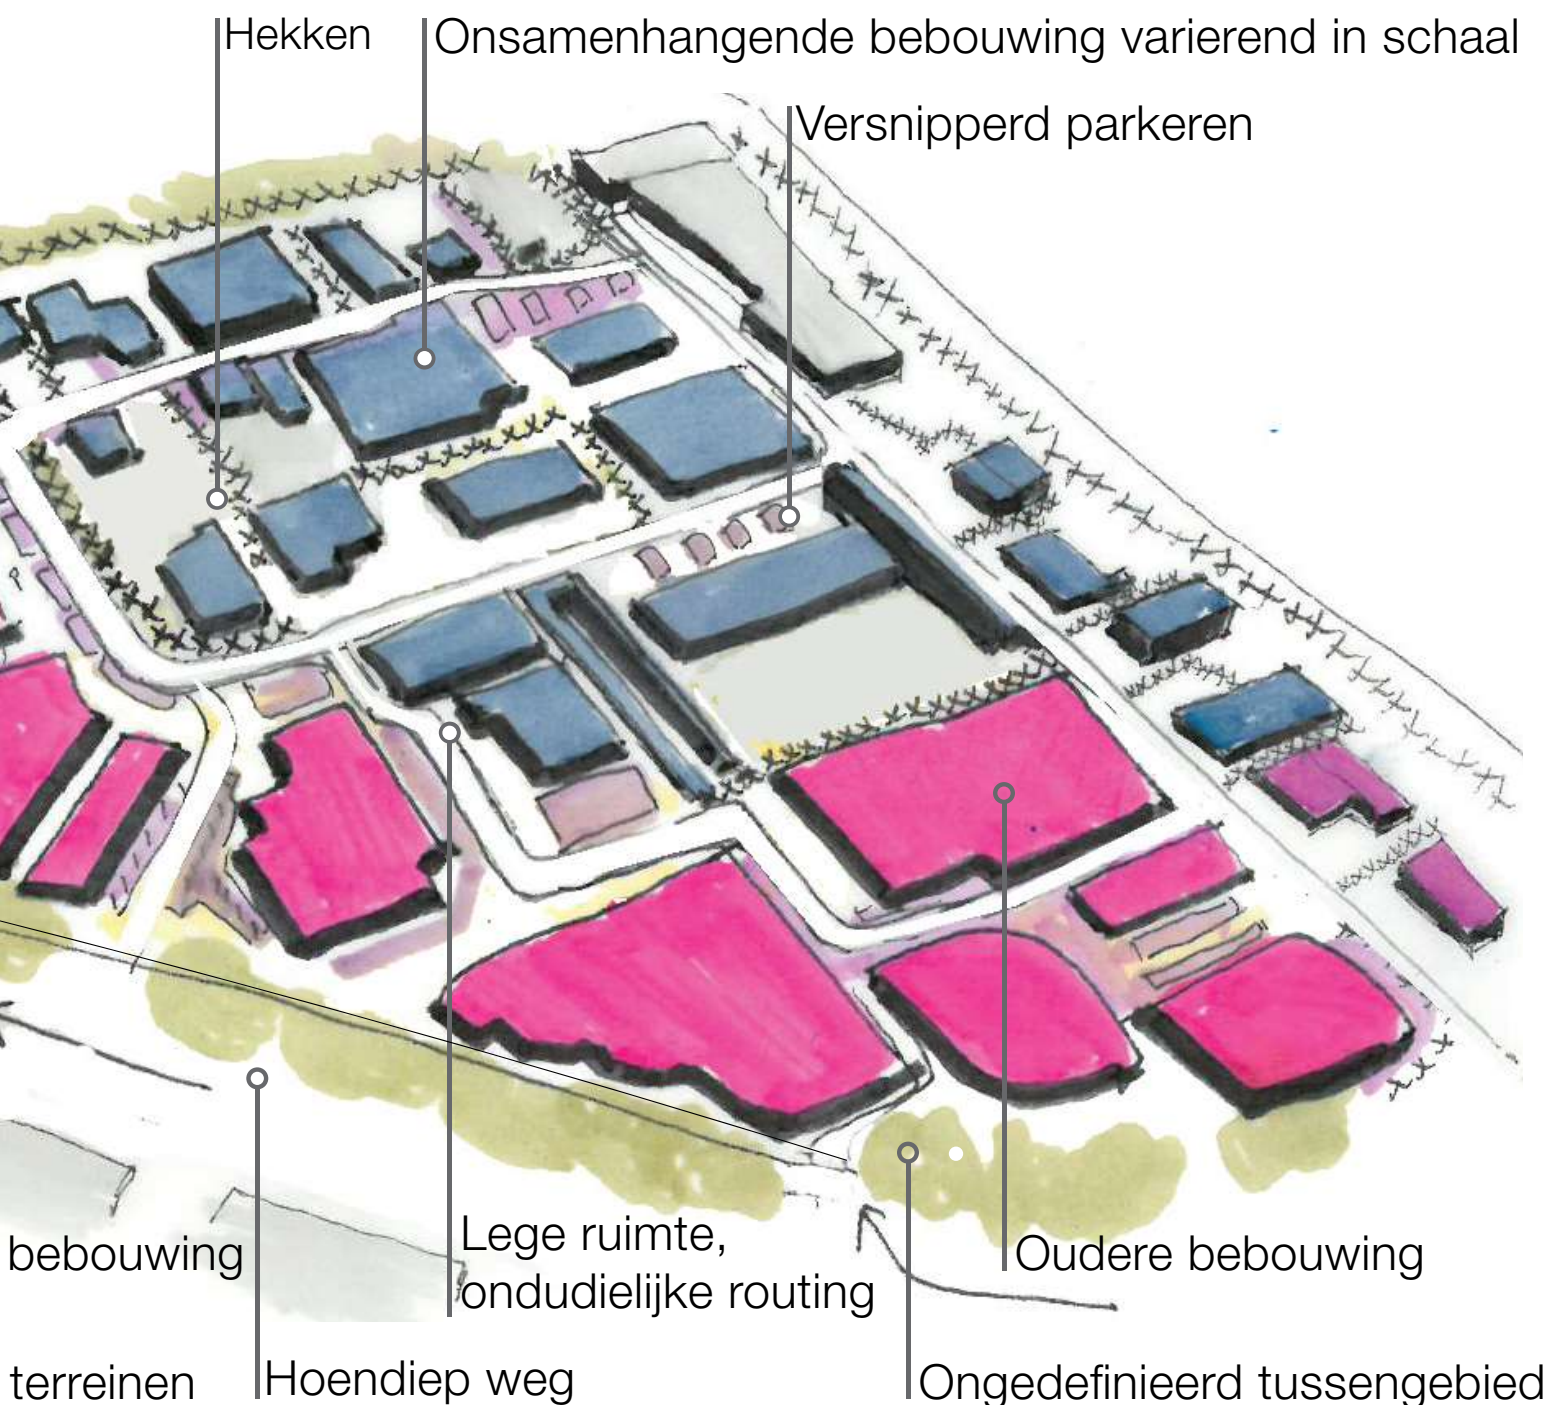 Hekken
Onsamenhangende bebouwing varierend in schaal
Versnipperd parkeren
P
Lege ruimte,
ondudielijke routing
bebouwing
Oudere bebouwing
terreinen
Hoendiep weg
Ongedefinieerd tussengebied